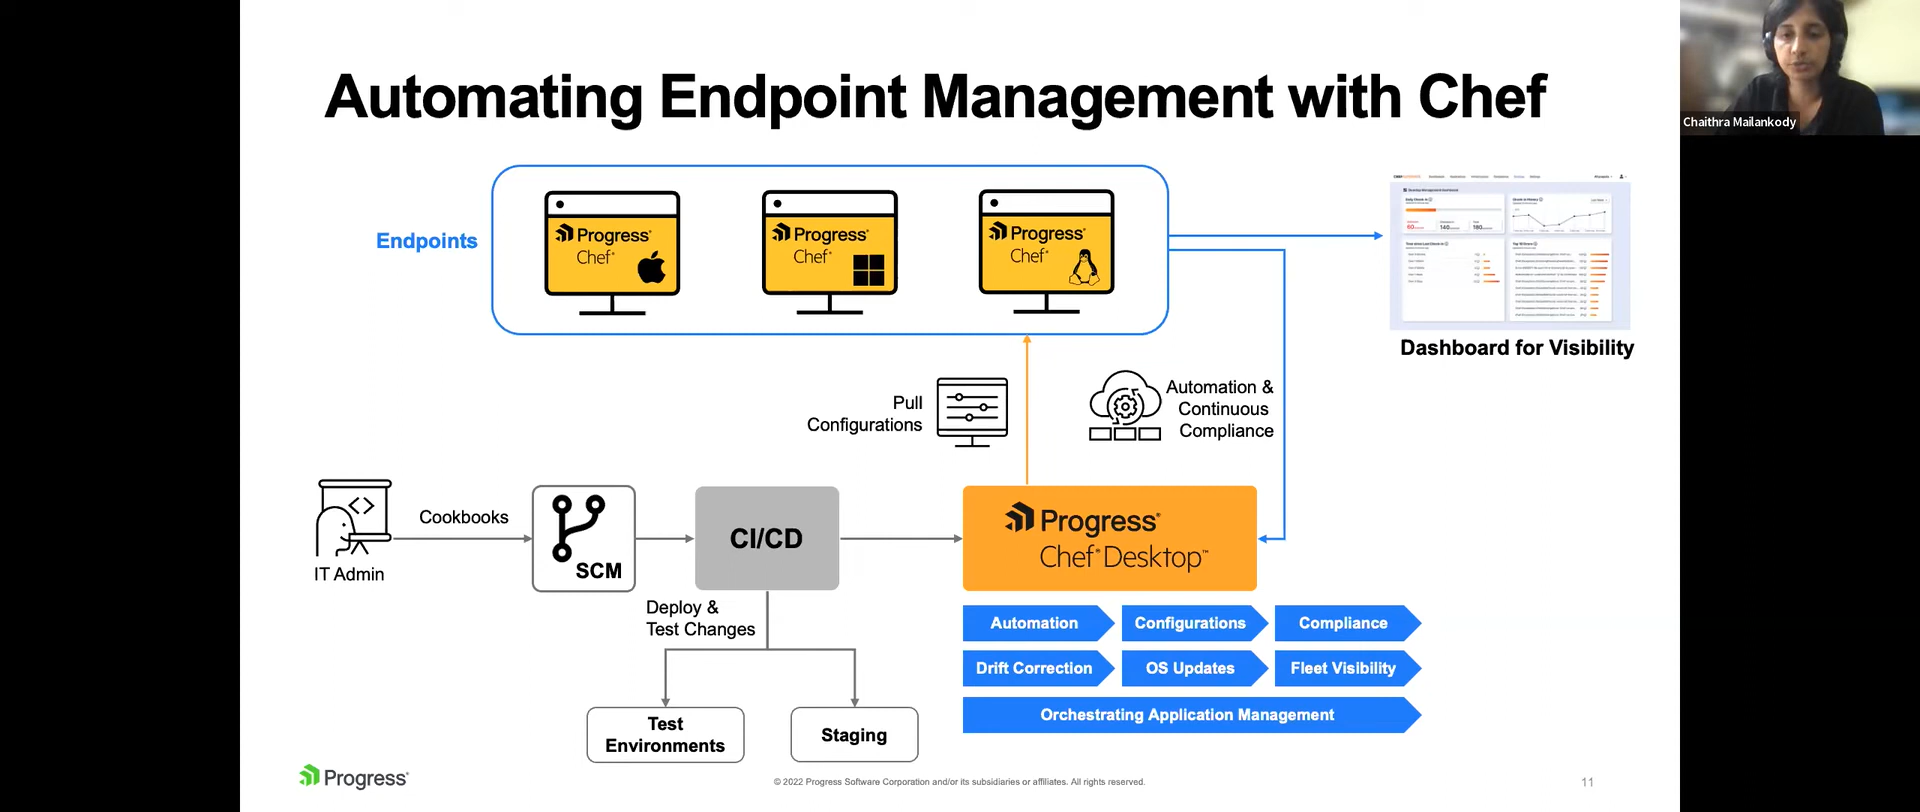 Automating Endpoint Management with Chef
Chaithra Mailankody
Endpoints
Progress®
Chef®
Progress®
Chef®
Progress®
Chef®
Dashboard for Visibility
Pull
Configurations
Automation &
Continuous
Compliance
IT Admin
Cookbooks
SCM
CI/CD
Progress®
Chef® Desktop™
Deploy &
Test Changes
Test
Environments
Staging
Automation
Configurations
Compliance
Drift Correction
OS Updates
Fleet Visibility
Orchestrating Application Management
Progress®
© 2022 Progress Software Corporation and/or its subsidiaries or affiliates. All rights reserved.
11